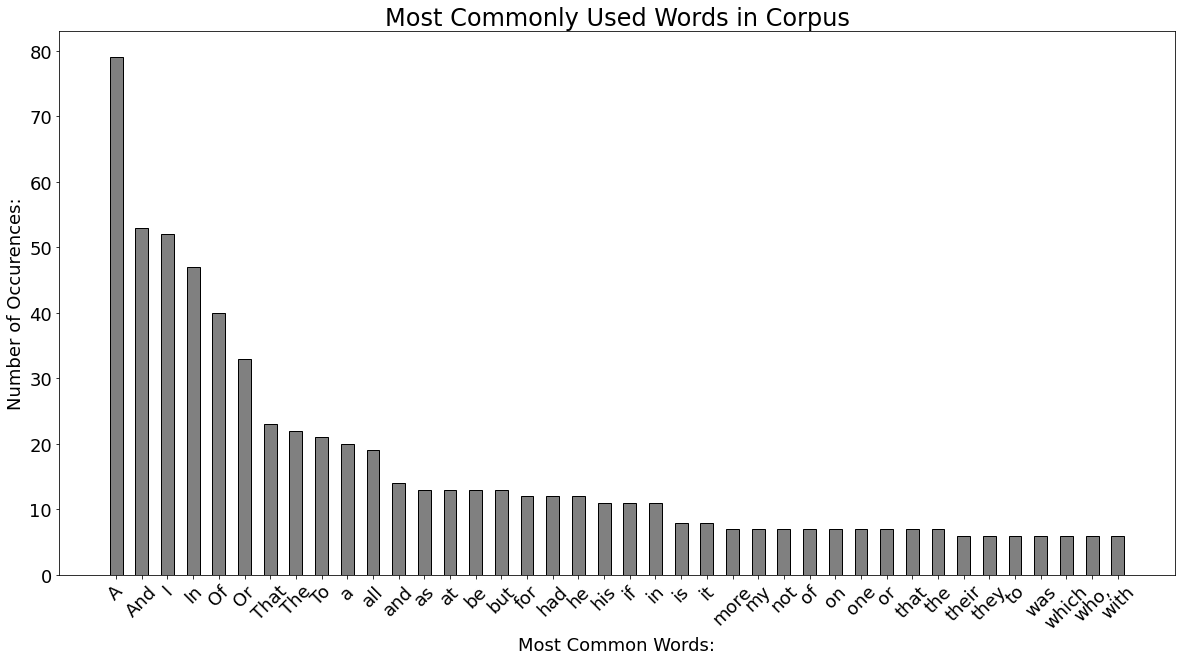 Most Commonly Used Words in Corpus
Number of Occurences:
80
70
60
50
40
30
20
10
0
A And I In Of Or That The To a all and as at be but for had he his if in is it more my not of on one or that the their they to was which who with
Most Common Words: